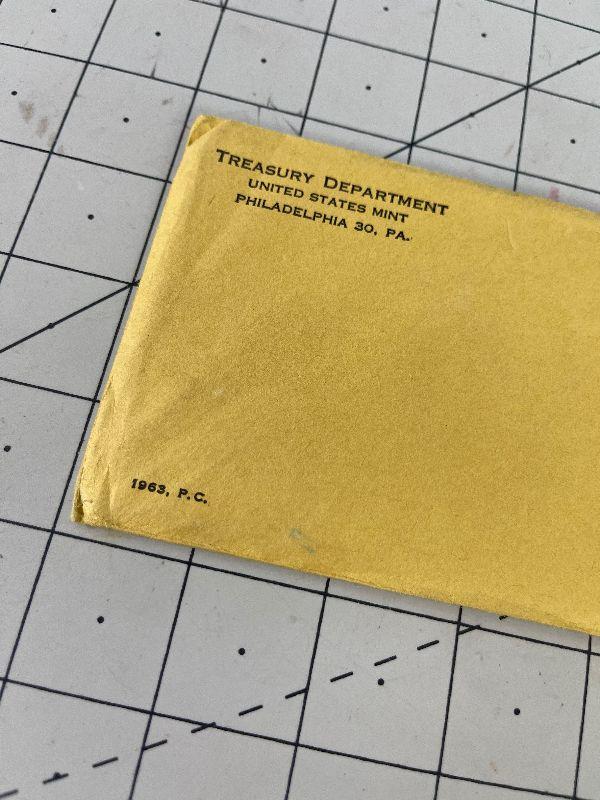 TREASURY DEPARTMENT
UNITED STATES MINT
PHILADELPHIA 30, PA.
1963, P.C.